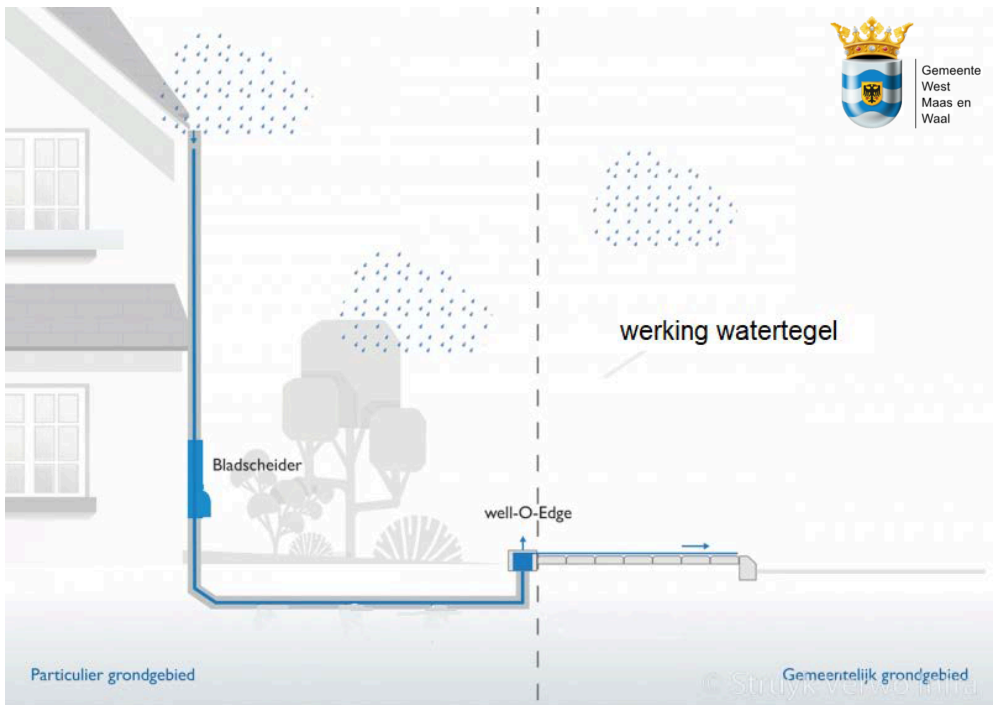 Gemeente
West
Maas en
Waal
werking watertegel
Bladscheider
well-O-Edge
Particulier grondgebied
Gemeentelijk grondgebied
© Struyk Verwo Infra